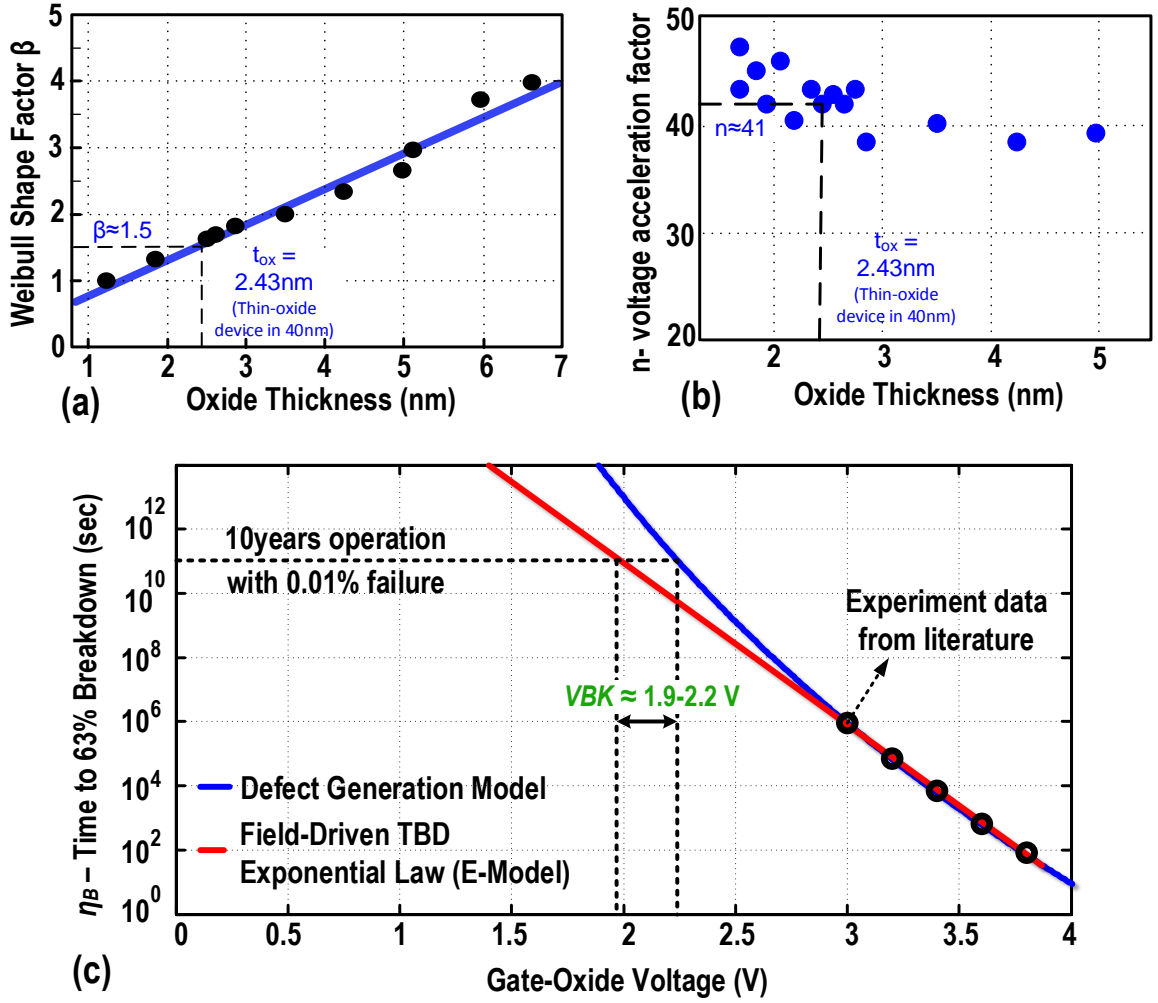 5
4
3
2
1
0
Weibull Shape Factor β
β≈1.5
tox =
2.43nm
(Thin-oxide
device in 40nm)
1 2 3 4 5 6 7
(a)
Oxide Thickness (nm)
50
40
30
20
n- voltage acceleration factor
n≈41
tox =
2.43nm
(Thin-oxide
device in 40nm)
2 3 4 5
(b)
Oxide Thickness (nm)
ηB – Time to 63% Breakdown (sec)
10^12
10^10
10^10
10^8
10^6
10^4
10^2
10^0
10years operation
with 0.01% failure
Experiment data
from literature
VBK ≈ 1.9-2.2 V
Defect Generation Model
Field-Driven TBD
Exponential Law (E-Model)
0 0.5 1 1.5 2 2.5 3 3.5 4
(c)
Gate-Oxide Voltage (V)